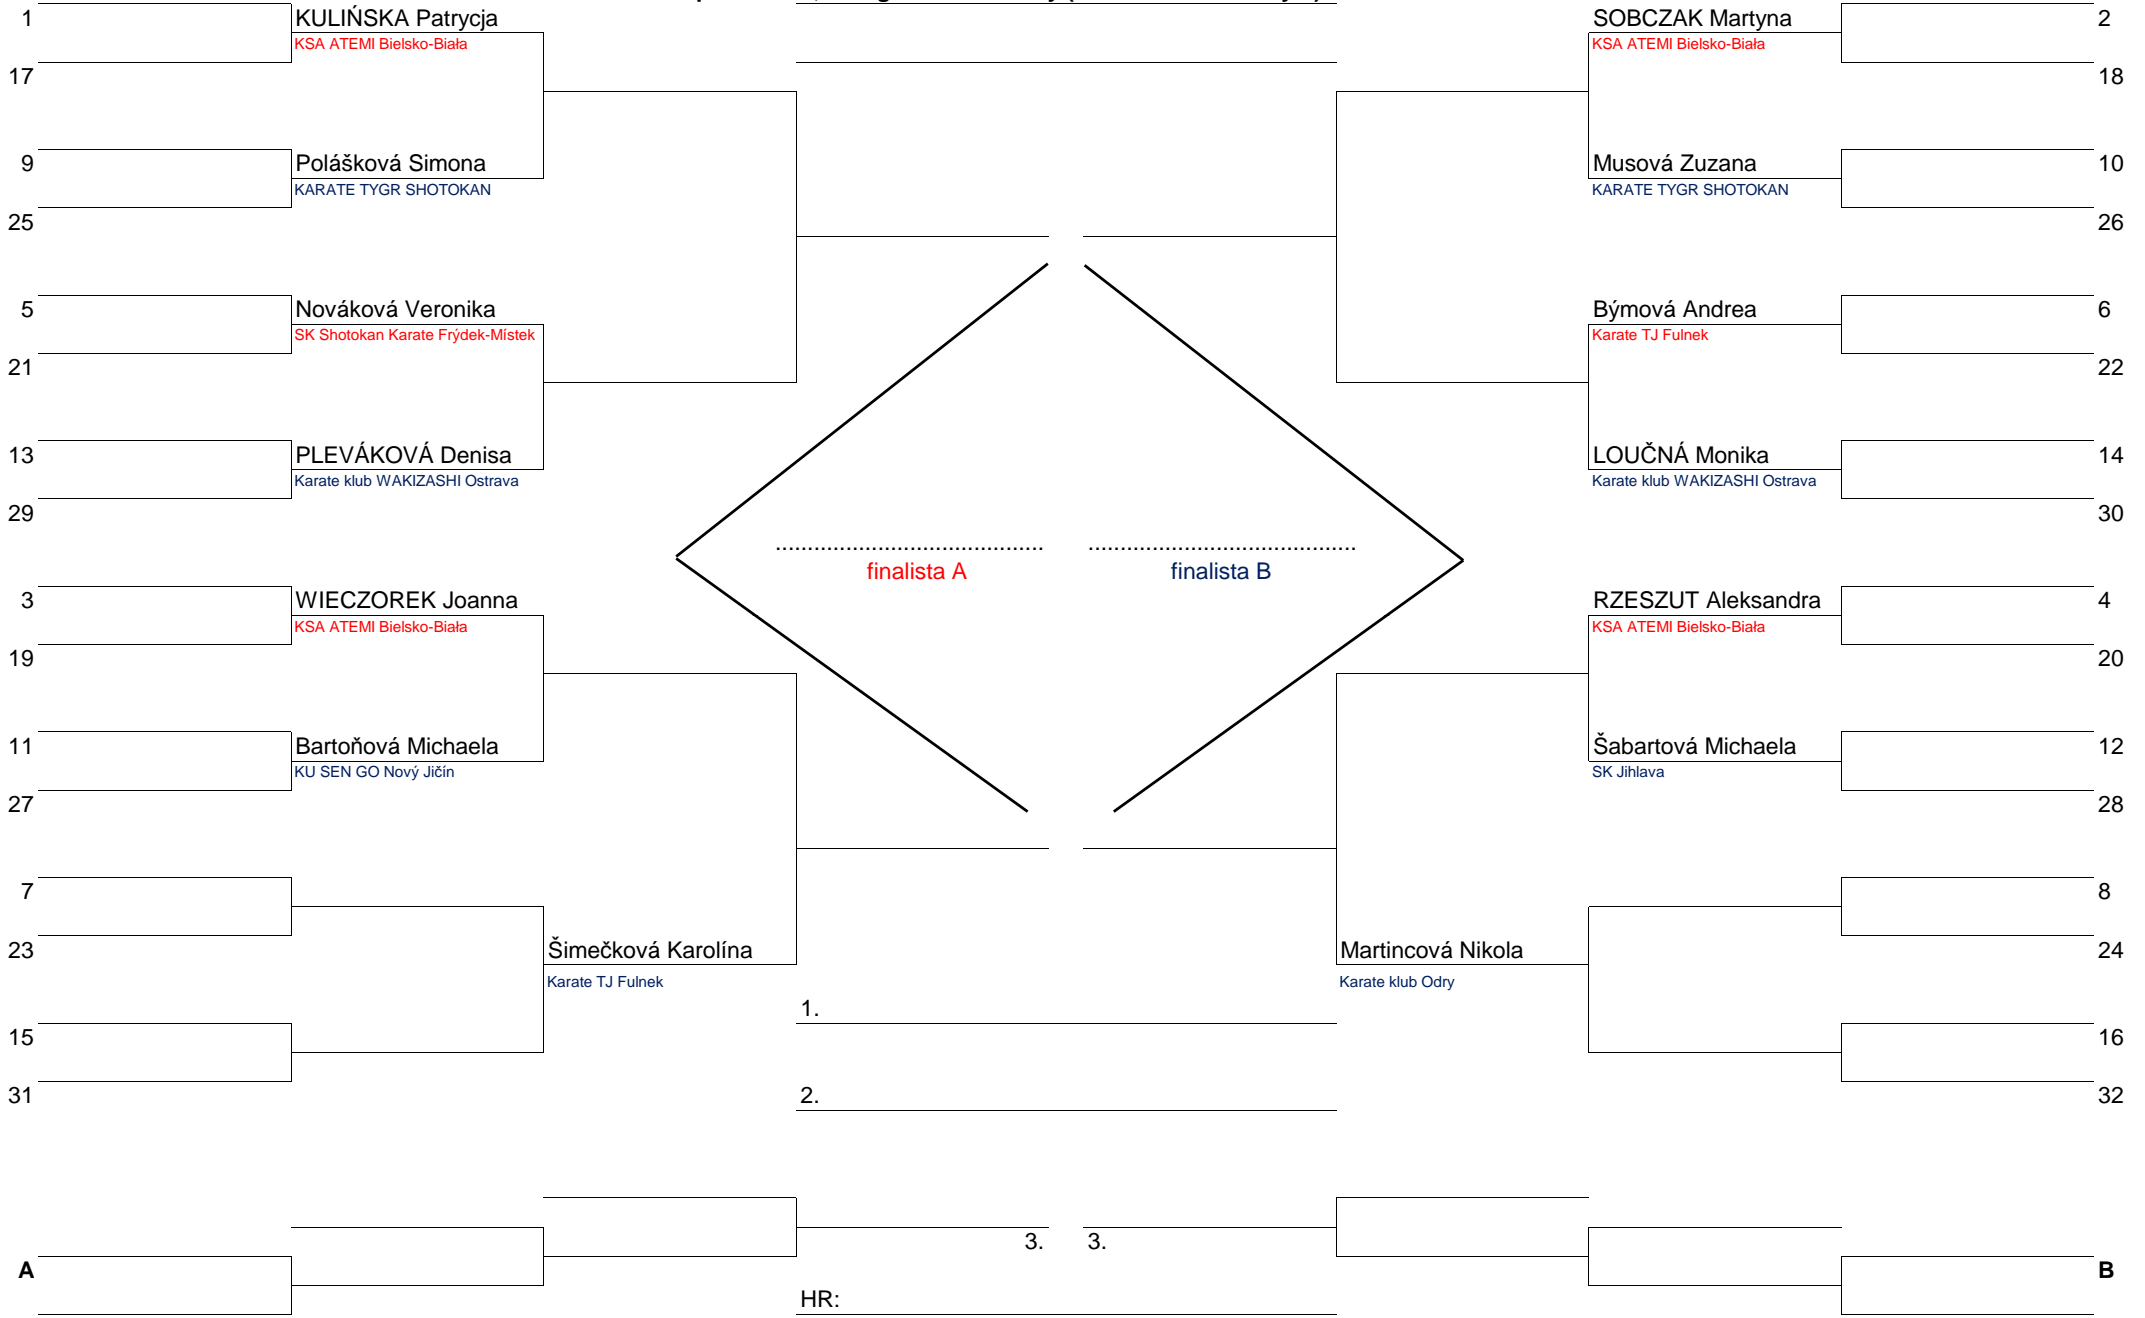 1
KULIŃSKA Patrycja
KSA ATEMI Bielsko-Biała
17
9
Polášková Simona
KARATE TYGR SHOTOKAN
25
5
Nováková Veronika
SK Shotokan Karate Frýdek-Místek
21
13
PLEVÁKOVÁ Denisa
Karate klub WAKIZASHI Ostrava
29
3
WIECZOREK Joanna
KSA ATEMI Bielsko-Biała
19
11
Bartoňová Michaela
KU SEN GO Nový Jičín
27
7
23
Šimečková Karolína
Karate TJ Fulnek
15
31
A
finalista A
finalista B
1.
2.
3.
3.
HR:
SOBCZAK Martyna
2
KSA ATEMI Bielsko-Biała
18
Musová Zuzana
10
KARATE TYGR SHOTOKAN
26
Býmová Andrea
6
Karate TJ Fulnek
22
LOUČNÁ Monika
14
Karate klub WAKIZASHI Ostrava
30
RZESZUT Aleksandra
4
KSA ATEMI Bielsko-Biała
20
Šabartová Michaela
12
SK Jihlava
28
8
Martincová Nikola
24
Karate klub Odry
16
32
B